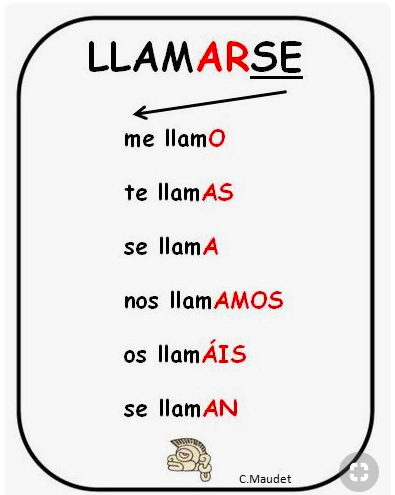 LLAMARSE
me llamO
te llamAS
se llamA
nos llamAMOS
os llamÁIS
se llamAN
C.Maudet